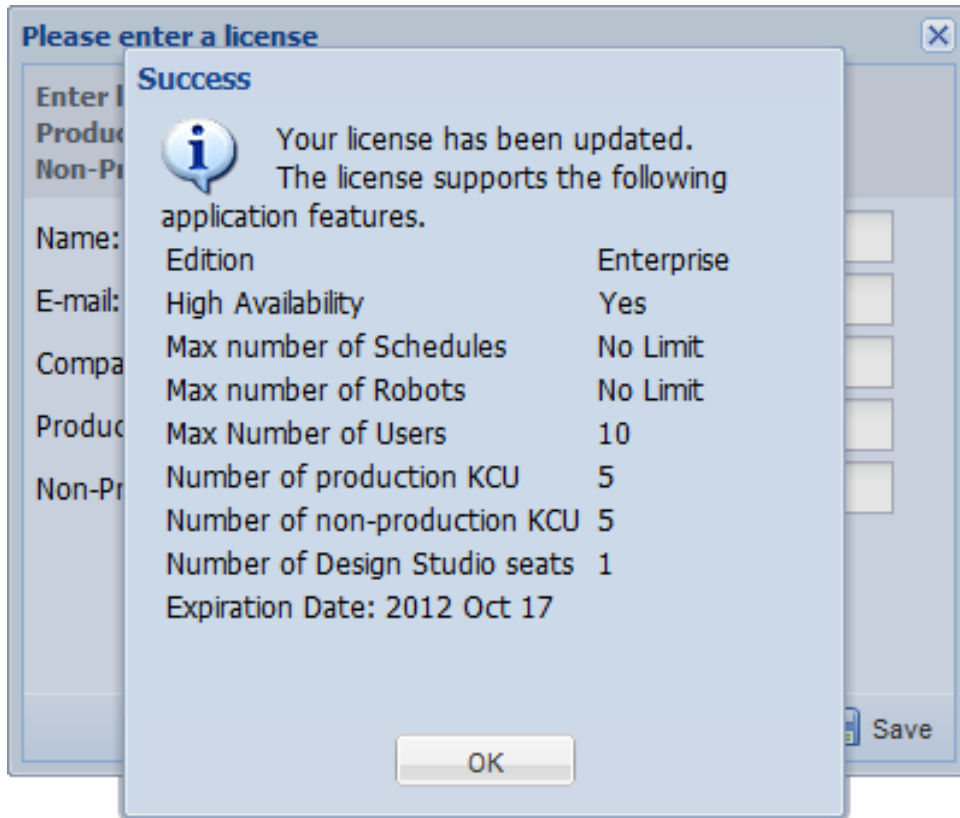 Please enter a license
Success
Enter
Your license has been updated.
The license supports the following
application features.
Name:
Edition Enterprise
E-mail:
High Availability Yes
Max number of Schedules No Limit
Max number of Robots No Limit
Max Number of Users 10
Number of production KCU 5
Number of non-production KCU 5
Number of Design Studio seats 1
Expiration Date: 2012 Oct 17
Save
OK